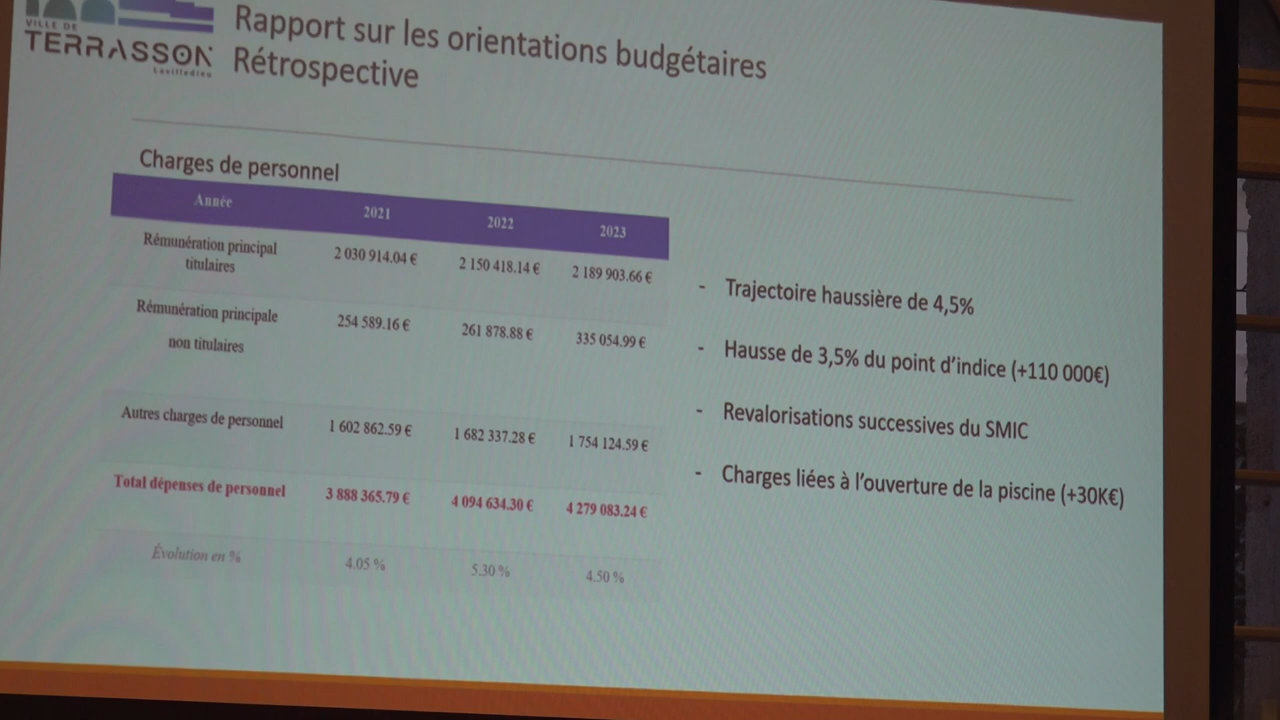 VILLE DE
TERRASSON
Lavilledieu
Rapport sur les orientations budgétaires
Rétrospective
Charges de personnel
Année 2021 2022 2023
Rémunération principal titulaires 2 030 914.04 € 2 150 418.14 € 2 189 903.66 €
Rémunération principale non titulaires 254 589.16 € 261 878.88 € 335 054.99 €
Autres charges de personnel 1 602 862.59 € 1 682 337.28 € 1 754 124.59 €
Total dépenses de personnel 3 888 365.79 € 4 094 634.30 € 4 279 083.24 €
Évolution en % 4.05 % 5.30 % 4.50 %
- Trajectoire haussière de 4,5%
- Hausse de 3,5% du point d'indice (+110 000€)
- Revalorisations successives du SMIC
- Charges liées à l'ouverture de la piscine (+30K€)